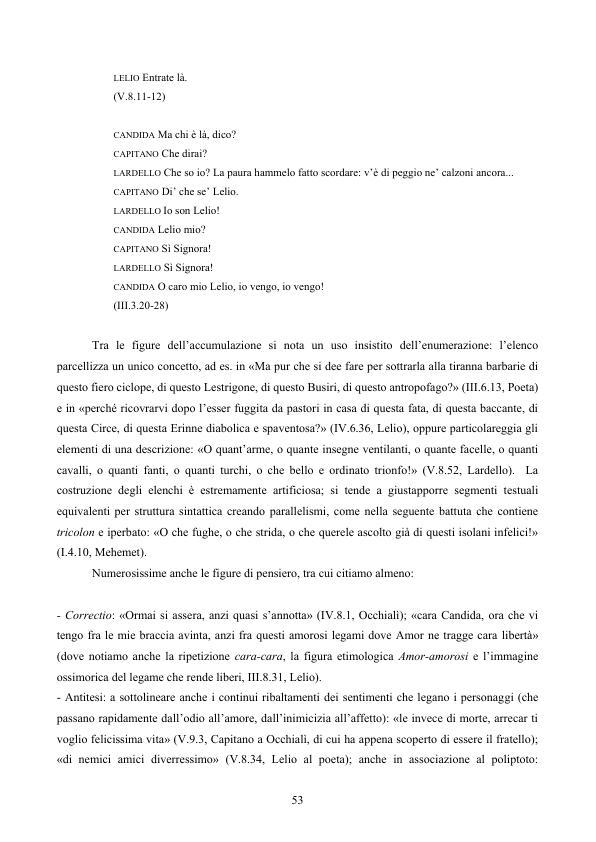 LELIO Entrate là.
(V.8.11-12)
CANDIDA Ma chi è là, dico?
CAPITANO Che dirai?
LARDELLO Che so io? La paura hammelo fatto scordare: v’è di peggio ne’ calzoni ancora...
CAPITANO Di’ che se’ Lelio.
LARDELLO Io son Lelio!
CANDIDA Lelio mio?
CAPITANO Sì Signora!
LARDELLO Sì Signora!
CANDIDA O caro mio Lelio, io vengo, io vengo!
(III.3.20-28)
Tra le figure dell’accumulazione si nota un uso insistito dell’enumerazione: l’elenco
parcellizza un unico concetto, ad es. in «Ma pur che si dee fare per sottrarla alla tiranna barbarie di
questo fiero ciclope, di questo Lestrigone, di questo Busiri, di questo antropofago?» (III.6.13, Poeta)
e in «perché ricovrarvi dopo l’esser fuggita da pastori in casa di questa fata, di questa baccante, di
questa Circe, di questa Erinne diabolica e spaventosa?» (IV.6.36, Lelio), oppure particolareggia gli
elementi di una descrizione: «O quant’arme, o quante insegne ventilanti, o quante facelle, o quanti
cavalli, o quanti fanti, o quanti turchi, o che bello e ordinato trionfo!» (V.8.52, Lardello). La
costruzione degli elenchi è estremamente artificiosa; si tende a giustapporre segmenti testuali
equivalenti per struttura sintattica creando parallelismi, come nella seguente battuta che contiene
tricolon e iperbato: «O che fughe, o che strida, o che querele ascolto già di questi isolani infelici!»
(I.4.10, Mehemet).
Numerosissime anche le figure di pensiero, tra cui citiamo almeno:
- Correctio: «Ormai si assera, anzi quasi s’annotta» (IV.8.1, Occhialì); «cara Candida, ora che vi
tengo fra le mie braccia avinta, anzi fra questi amorosi legami dove Amor ne tragge cara libertà»
(dove notiamo anche la ripetizione cara-cara, la figura etimologica Amor-amorosi e l’immagine
ossimorica del legame che rende liberi, III.8.31, Lelio).
- Antitesi: a sottolineare anche i continui ribaltamenti dei sentimenti che legano i personaggi (che
passano rapidamente dall’odio all’amore, dall’inimicizia all’affetto): «le invece di morte, arrecar ti
voglio felicissima vita» (V.9.3, Capitano a Occhialì, di cui ha appena scoperto di essere il fratello);
«di nemici amici diverressimo» (V.8.34, Lelio al poeta); anche in associazione al poliptoto:
53